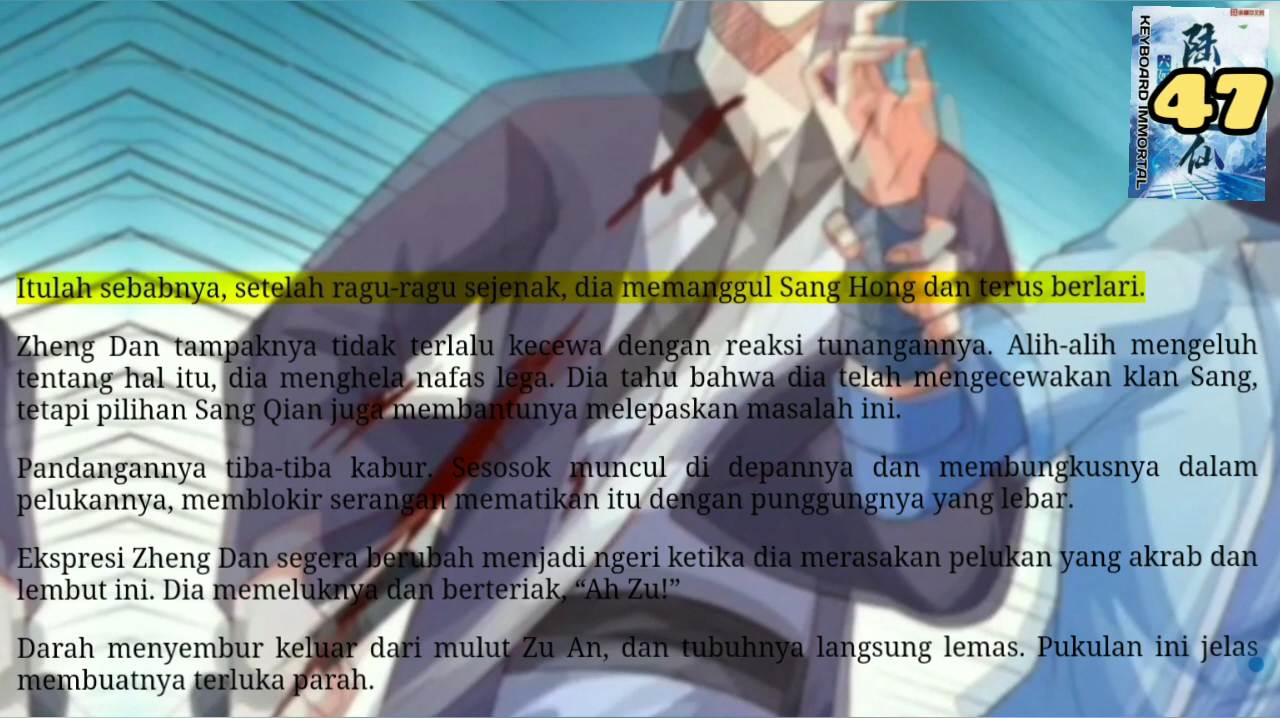 陆
仙
KEYBOARD IMMORTAL
47
Itulah sebabnya, setelah ragu-ragu sejenak, dia memanggul Sang Hong dan terus berlari.
Zheng Dan tampaknya tidak terlalu kecewa dengan reaksi tunangannya. Alih-alih mengeluh
tentang hal itu, dia menghela nafas lega. Dia tahu bahwa dia telah mengecewakan klan Sang,
tetapi pilihan Sang Qian juga membantunya melepaskan masalah ini.
Pandangannya tiba-tiba kabur. Sesosok muncul di depannya dan membungkusnya dalam
pelukannya, memblokir serangan mematikan itu dengan punggungnya yang lebar.
Ekspresi Zheng Dan segera berubah menjadi ngeri ketika dia merasakan pelukan yang akrab dan
lembut ini. Dia memeluknya dan berteriak, “Ah Zu!”
Darah menyembur keluar dari mulut Zu An, dan tubuhnya langsung lemas. Pukulan ini jelas
membuatnya terluka parah.